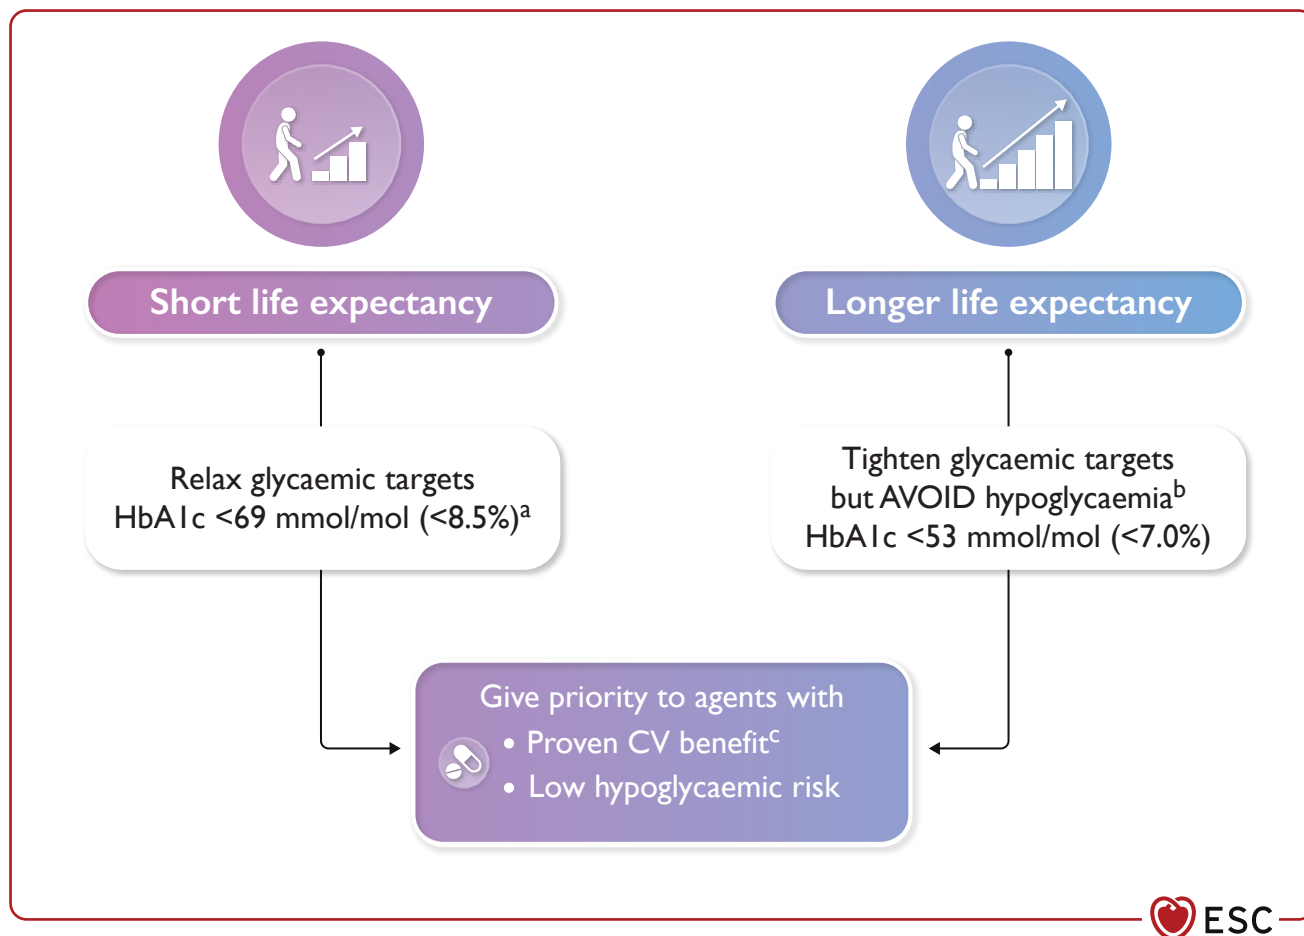 Short life expectancy
Relax glycaemic targets
HbA1c <69 mmol/mol (<8.5%)a
Longer life expectancy
Tighten glycaemic targets
but AVOID hypoglycaemiab
HbA1c <53 mmol/mol (<7.0%)
Give priority to agents with
• Proven CV benefitc
• Low hypoglycaemic risk
ESC